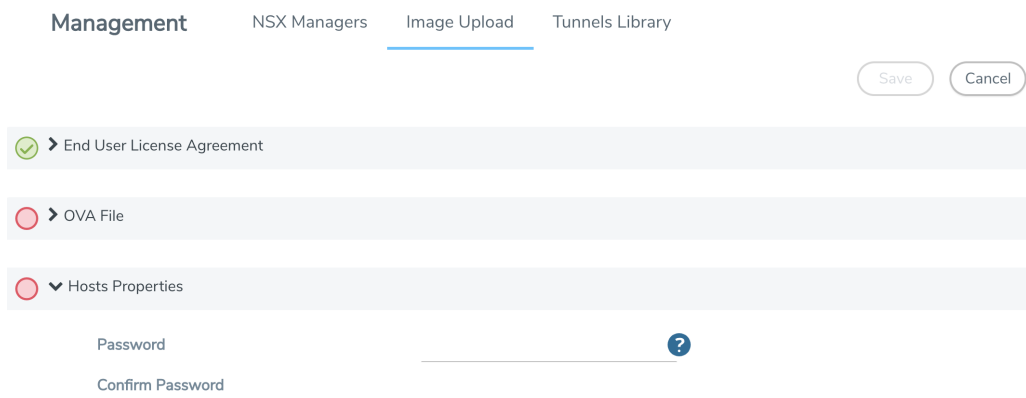 Management NSX Managers Image Upload Tunnels Library
Save Cancel
End User License Agreement
OVA File
Hosts Properties
Password ?
Confirm Password